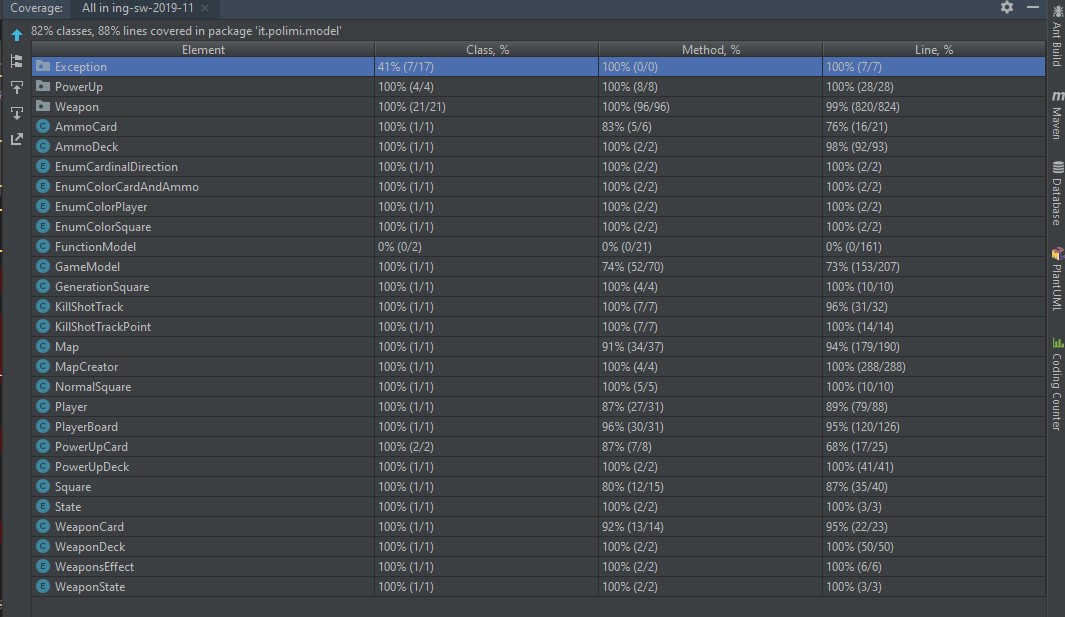 Coverage: All in ing-sw-2019-11
82% classes, 88% lines covered in package 'it.polimi.model'
Element Class, % Method, % Line, %
Exception 41% (7/17) 100% (0/0) 100% (7/7)
PowerUp 100% (4/4) 100% (8/8) 100% (28/28)
Weapon 100% (21/21) 100% (96/96) 99% (820/824)
AmmoCard 100% (1/1) 83% (5/6) 76% (16/21)
AmmoDeck 100% (1/1) 100% (2/2) 98% (92/93)
EnumCardinalDirection 100% (1/1) 100% (2/2) 100% (2/2)
EnumColorCardAndAmmo 100% (1/1) 100% (2/2) 100% (2/2)
EnumColorPlayer 100% (1/1) 100% (2/2) 100% (2/2)
EnumColorSquare 100% (1/1) 100% (2/2) 100% (2/2)
FunctionModel 0% (0/2) 0% (0/21) 0% (0/161)
GameModel 100% (1/1) 74% (52/70) 73% (153/207)
GenerationSquare 100% (1/1) 100% (4/4) 100% (10/10)
KillShotTrack 100% (1/1) 100% (7/7) 96% (31/32)
KillShotTrackPoint 100% (1/1) 100% (7/7) 100% (14/14)
Map 100% (1/1) 91% (34/37) 94% (179/190)
MapCreator 100% (1/1) 100% (4/4) 100% (288/288)
NormalSquare 100% (1/1) 100% (5/5) 100% (10/10)
Player 100% (1/1) 87% (27/31) 89% (79/88)
PlayerBoard 100% (1/1) 96% (30/31) 95% (120/126)
PowerUpCard 100% (2/2) 87% (7/8) 68% (17/25)
PowerUpDeck 100% (1/1) 100% (2/2) 100% (41/41)
Square 100% (1/1) 80% (12/15) 87% (35/40)
State 100% (1/1) 100% (2/2) 100% (3/3)
WeaponCard 100% (1/1) 92% (13/14) 95% (22/23)
WeaponDeck 100% (1/1) 100% (2/2) 100% (50/50)
WeaponsEffect 100% (1/1) 100% (2/2) 100% (6/6)
WeaponState 100% (1/1) 100% (2/2) 100% (3/3)
Ant Build
Maven
Database
PlantUML
Coding Counter